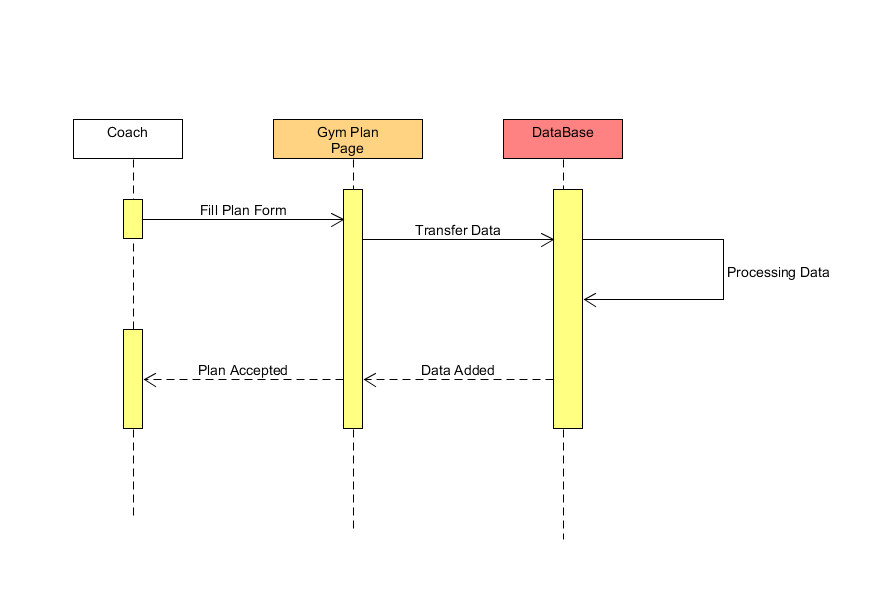 Coach
Gym Plan
Page
DataBase
Fill Plan Form
Transfer Data
Processing Data
Plan Accepted
Data Added